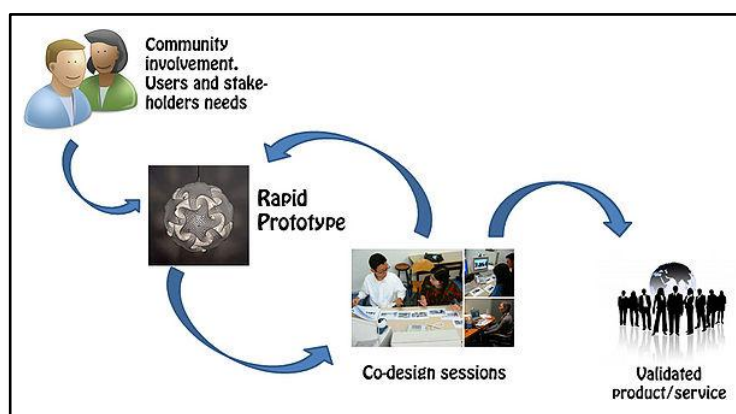 Community
involvement.
Users and stake-
holders needs
Rapid
Prototype
Co-design sessions
Validated
product/service